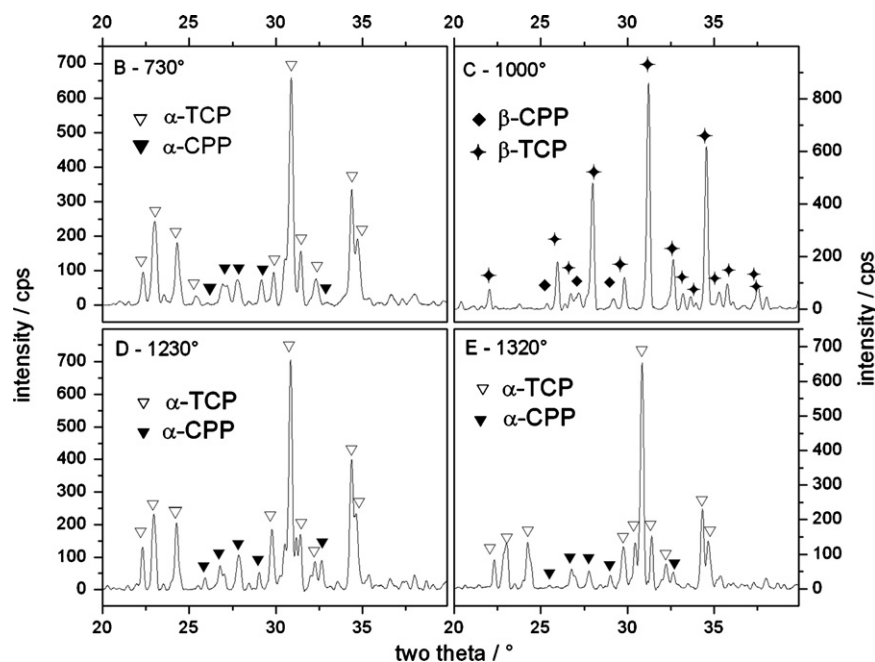 20 25 30 35 20 25 30 35
700
600
500
400
300
200
100
0
B - 730°
α-TCP
α-CPP
C - 1000°
β-CPP
β-TCP
800
600
400
200
0
intensity / cps
intensity / cps
700
600
500
400
300
200
100
0
D - 1230°
α-TCP
α-CPP
E - 1320°
α-TCP
α-CPP
700
600
500
400
300
200
100
0
20 25 30 35 20 25 30 35
two theta / °